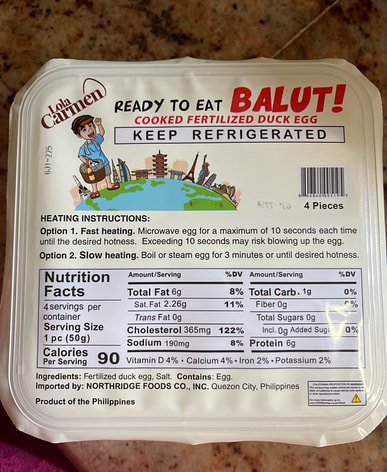 Lola
Carmen
READY TO EAT BALUT!
COOKED FERTILIZED DUCK EGG
KEEP REFRIGERATED
4 Pieces
HEATING INSTRUCTIONS:
Option 1. Fast heating. Microwave egg for a maximum of 10 seconds each time
until the desired hotness. Exceeding 10 seconds may risk blowing up the egg.
Option 2. Slow heating. Boil or steam egg for 3 minutes or until desired hotness.
Nutrition
Facts
4 servings per
container
Serving Size
1 pc (50g)
Calories
Per Serving 90
Amount/Serving %DV
Total Fat 6g 8%
Sat. Fat 2.26g 11%
Trans Fat 0g
Cholesterol 365mg 122%
Sodium 190mg 8%
Amount/Serving %DV
Total Carb. 1g 0%
Fiber 0g 0%
Total Sugars 0g
Incl. 0g Added Sugar 0%
Protein 6g
Vitamin D 4% • Calcium 4% • Iron 2% • Potassium 2%
Ingredients: Fertilized duck egg, Salt. Contains: Egg.
Imported by: NORTHRIDGE FOODS CO., INC. Quezon City, Philippines
Product of the Philippines